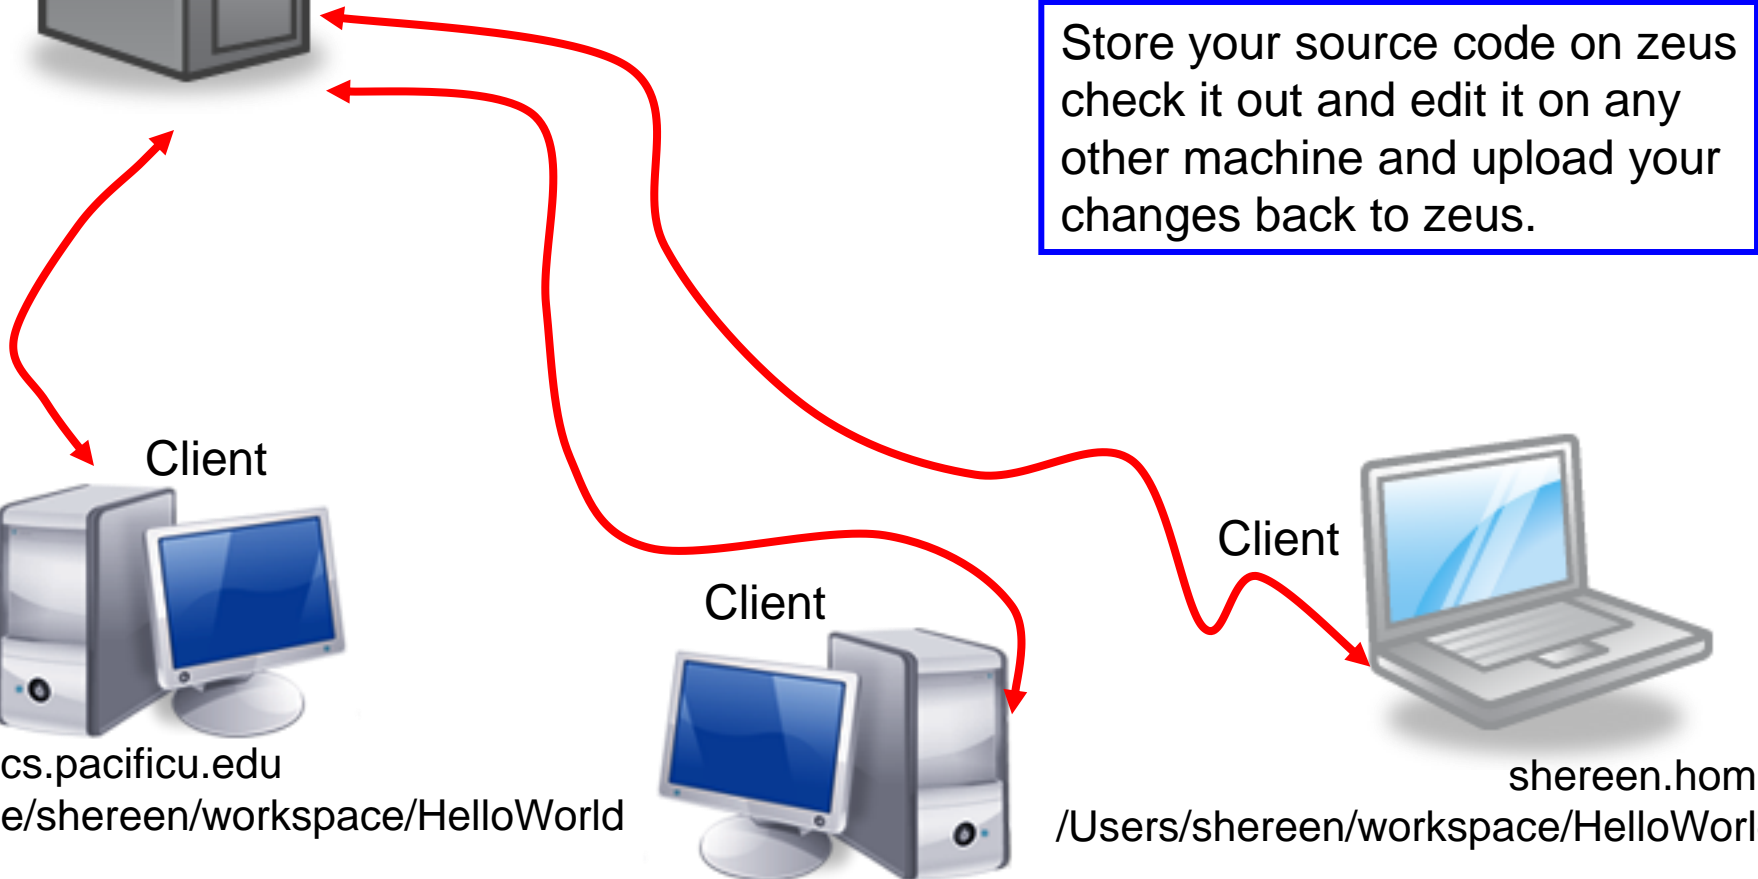 Store your source code on zeus
check it out and edit it on any
other machine and upload your
changes back to zeus.
Client
Client
Client
cs.pacificu.edu
e/shereen/workspace/HelloWorld
shereen.hom
/Users/shereen/workspace/HelloWorl